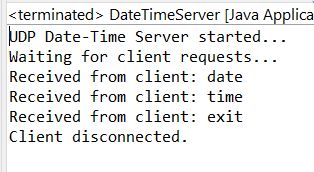 <terminated> DateTimeServer [Java Applica
UDP Date-Time Server started...
Waiting for client requests...
Received from client: date
Received from client: time
Received from client: exit
Client disconnected.